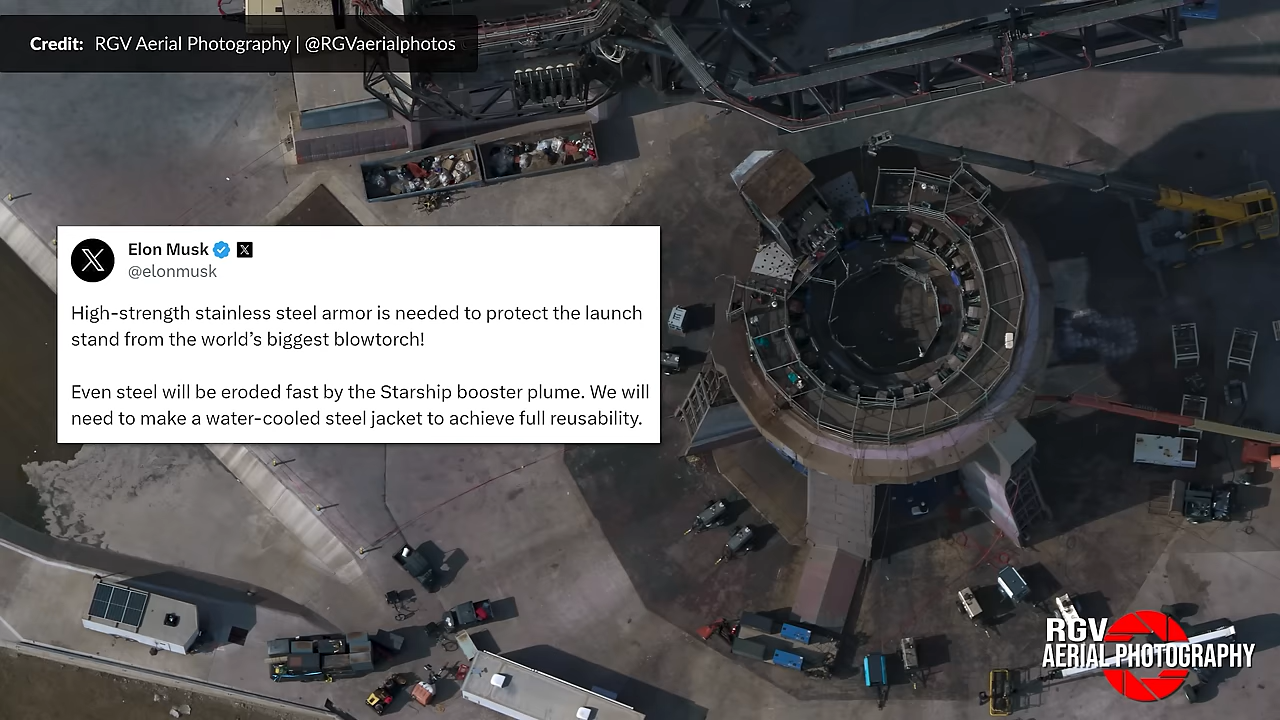 Credit: RGV Aerial Photography | @RGVaerialphotos
Elon Musk
@elonmusk
High-strength stainless steel armor is needed to protect the launch
stand from the world’s biggest blowtorch!
Even steel will be eroded fast by the Starship booster plume. We will
need to make a water-cooled steel jacket to achieve full reusability.
RGV
AERIAL PHOTOGRAPHY